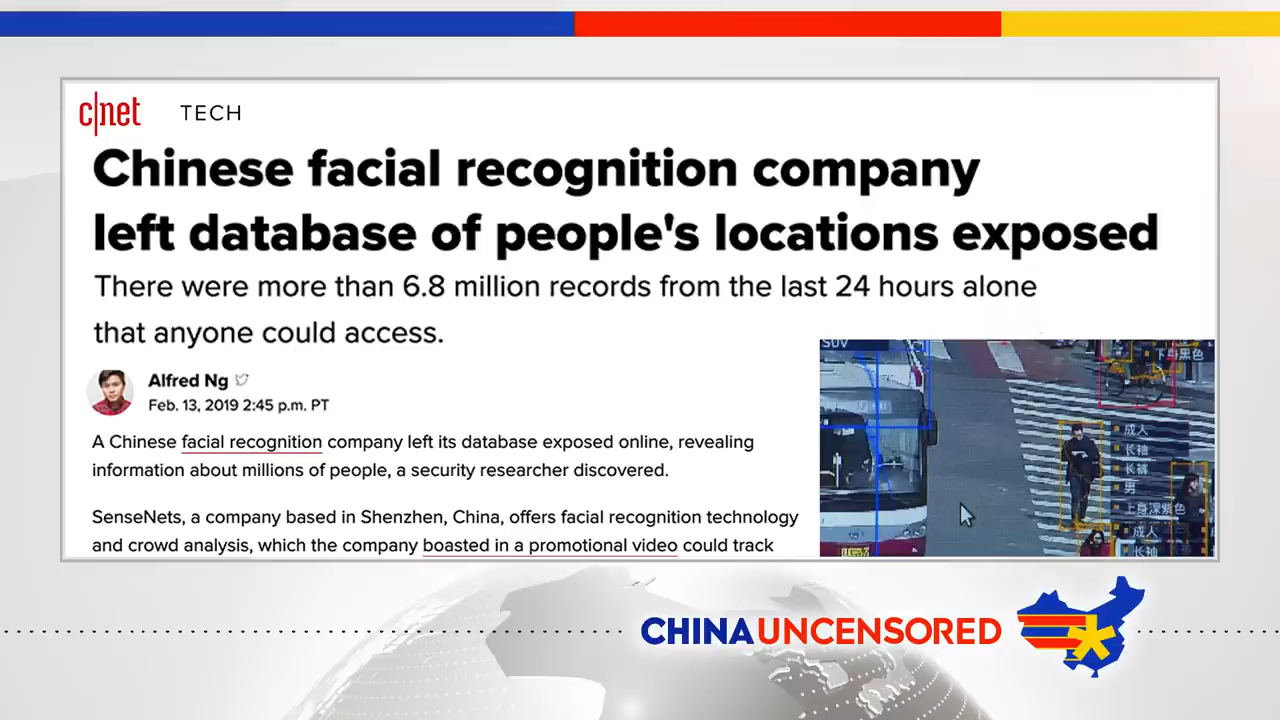 c|net TECH
Chinese facial recognition company
left database of people's locations exposed
There were more than 6.8 million records from the last 24 hours alone
that anyone could access.
Alfred Ng
Feb. 13, 2019 2:45 p.m. PT
A Chinese facial recognition company left its database exposed online, revealing
information about millions of people, a security researcher discovered.
SenseNets, a company based in Shenzhen, China, offers facial recognition technology
and crowd analysis, which the company boasted in a promotional video could track
SUV
下身黑色
成人
长袖
长裤
男
上身深紫色
成人
长袖
CHINA UNCENSORED